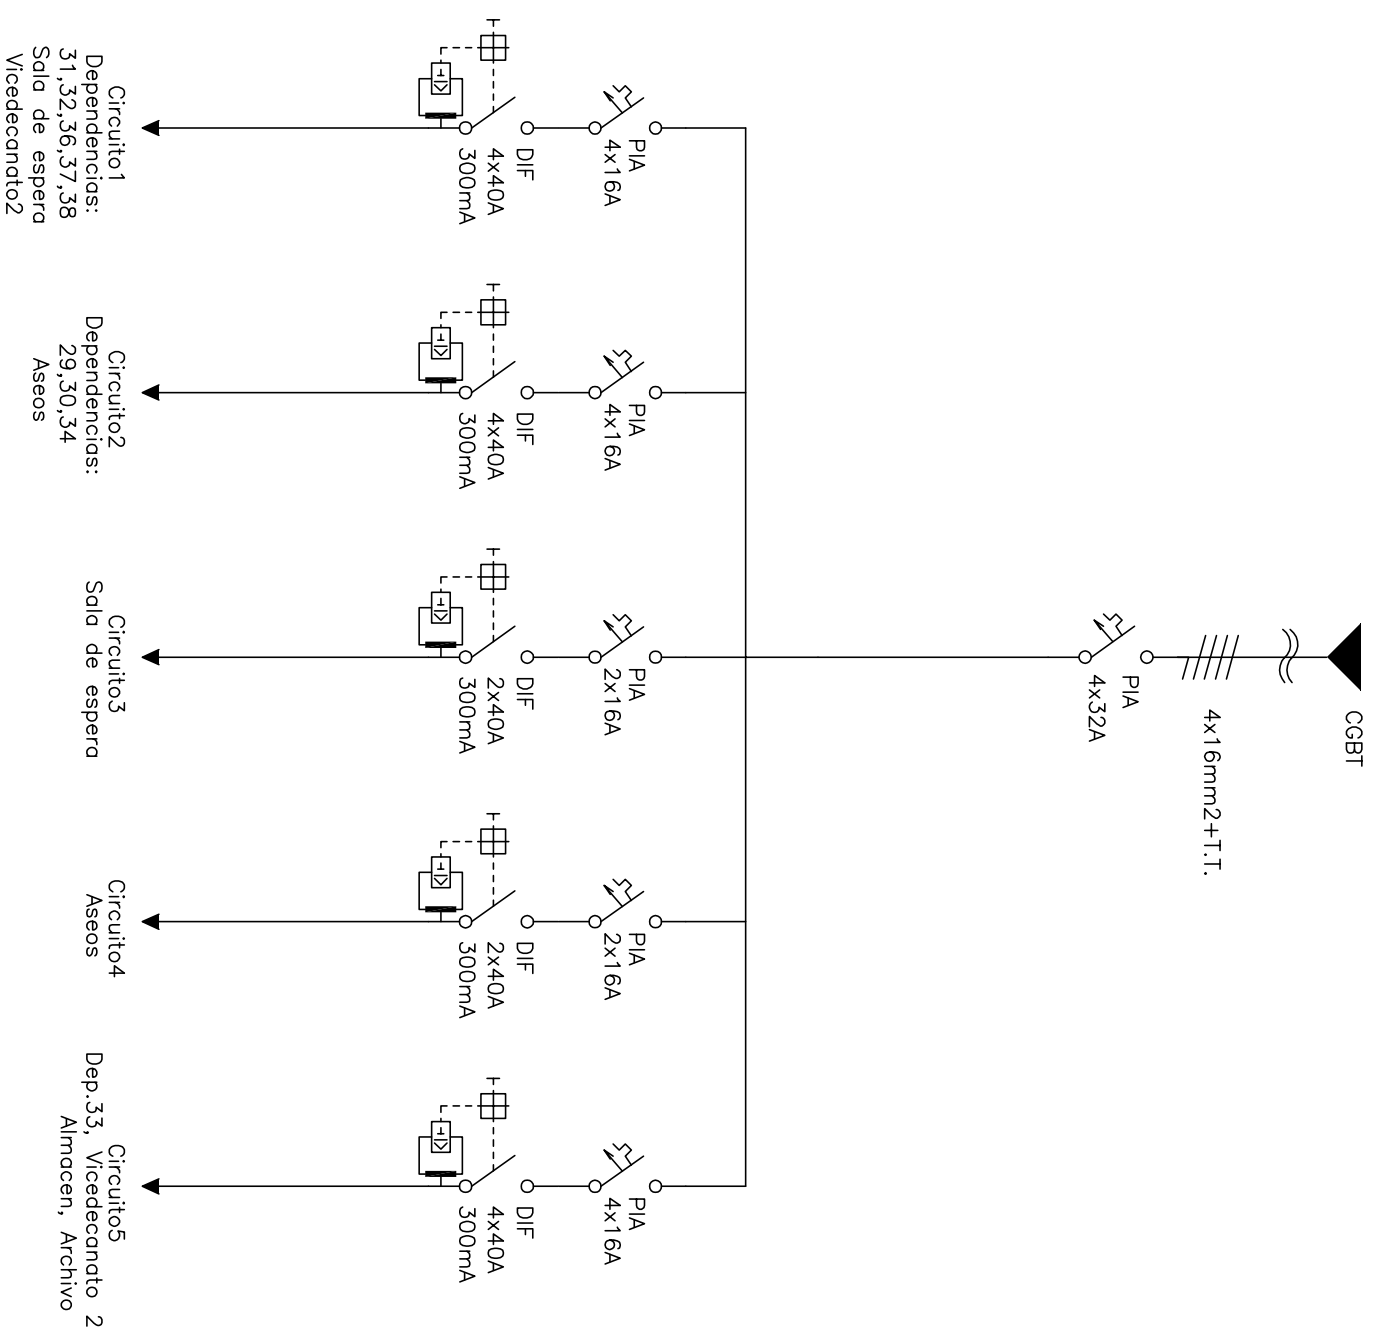 CGBT
4x16mm2+T.T.
PIA
4x32A
PIA
4x16A
DIF
4x40A
300mA
Circuito1
Dependencias:
31,32,36,37,38
Sala de espera
Vicedecanato2
PIA
4x16A
DIF
4x40A
300mA
Circuito2
Dependencias:
29,30,34
Aseos
PIA
2x16A
DIF
2x40A
300mA
Circuito3
Sala de espera
PIA
2x16A
DIF
2x40A
300mA
Circuito4
Aseos
PIA
4x16A
DIF
4x40A
300mA
Circuito5
Dep.33, Vicedecanato 2
Almacen, Archivo